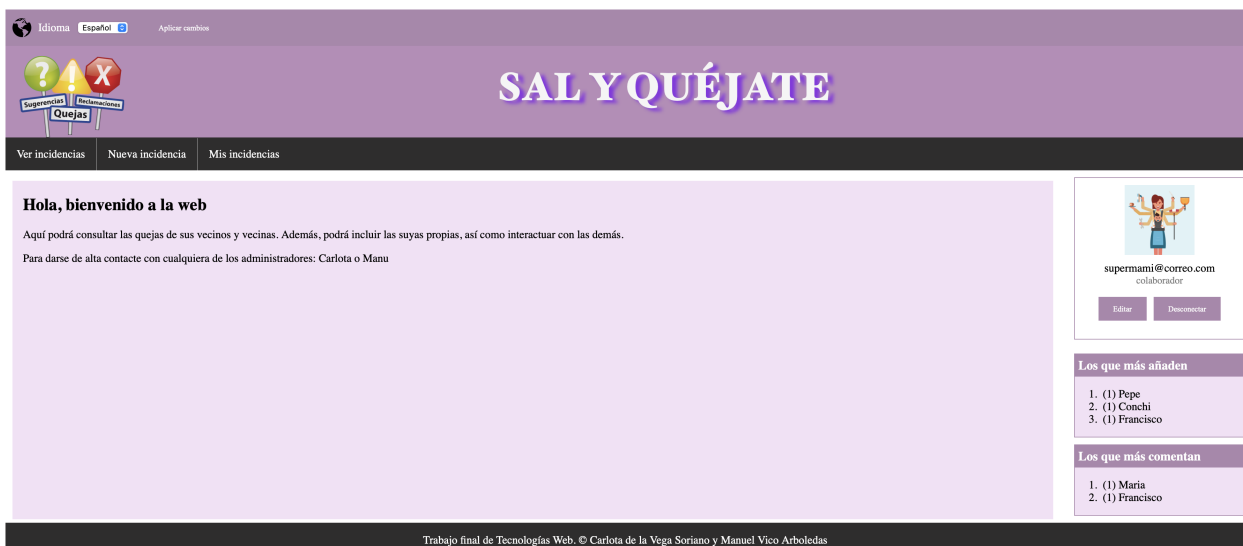 Idioma Español Aplicar cambios
? ! X
Sugerencias Reclamaciones
Quejas
SAL Y QUÉJATE
Ver incidencias Nueva incidencia Mis incidencias
Hola, bienvenido a la web
Aquí podrá consultar las quejas de sus vecinos y vecinas. Además, podrá incluir las suyas propias, así como interactuar con las demás.
Para darse de alta contacte con cualquiera de los administradores: Carlota o Manu
supermami@correo.com
colaborador
Editar Desconectar
Los que más añaden
1. (1) Pepe
2. (1) Conchi
3. (1) Francisco
Los que más comentan
1. (1) Maria
2. (1) Francisco
Trabajo final de Tecnologías Web. © Carlota de la Vega Soriano y Manuel Vico Arboledas